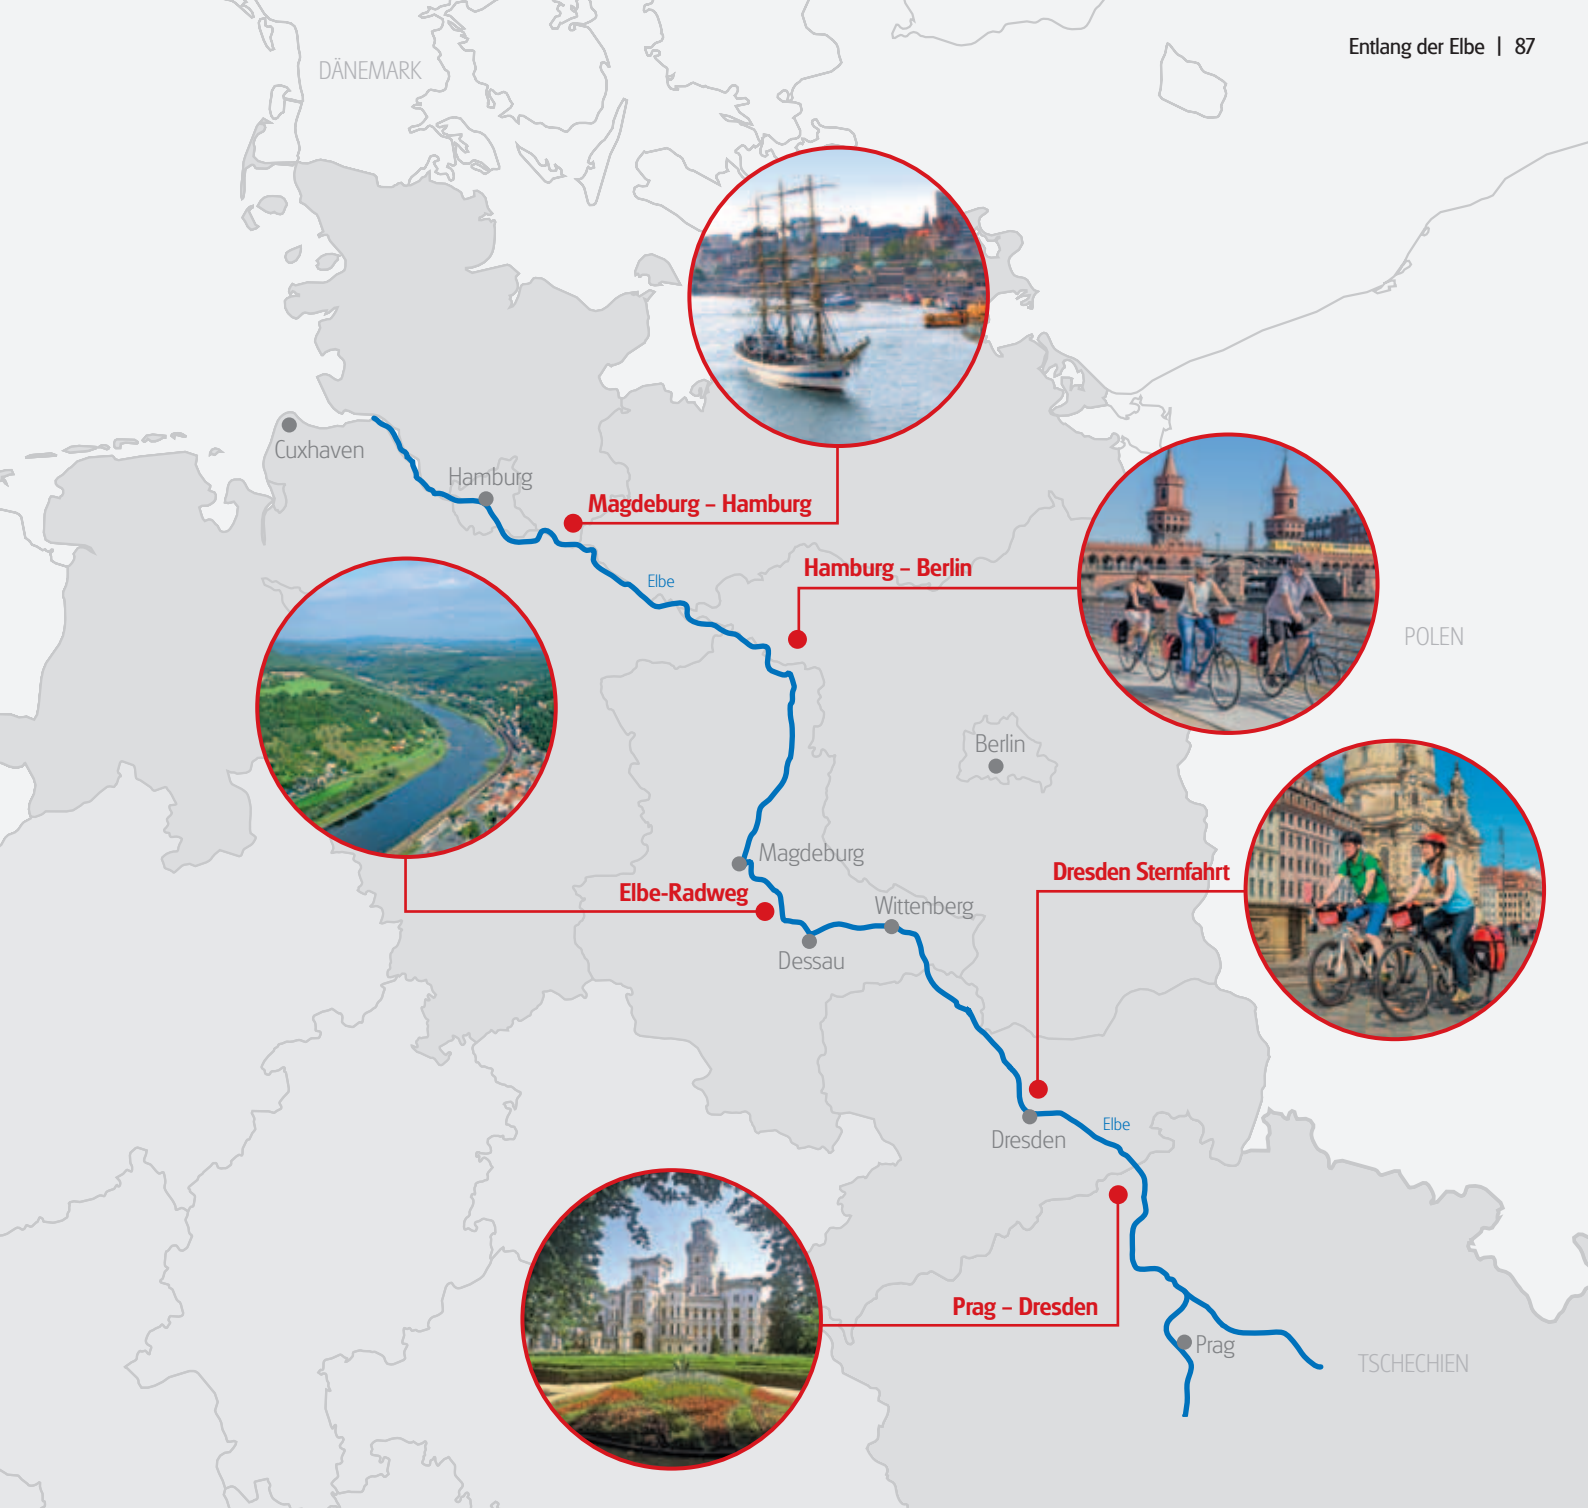 Entlang der Elbe | 87
DÄNEMARK
Cuxhaven
Hamburg
Magdeburg – Hamburg
Hamburg – Berlin
Elbe
POLEN
Berlin
Magdeburg
Dresden Sternfahrt
Elbe-Radweg
Wittenberg
Dessau
Elbe
Dresden
Prag – Dresden
Prag
TSCHECHIEN